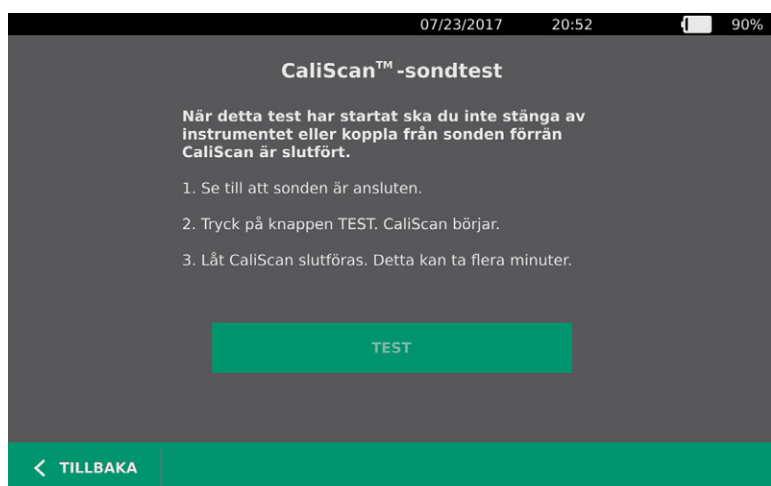 07/23/2017 20:52 90%
CaliScan™-sondtest
När detta test har startat ska du inte stänga av
instrumentet eller koppla från sonden förrän
CaliScan är slutfört.
1. Se till att sonden är ansluten.
2. Tryck på knappen TEST. CaliScan börjar.
3. Låt CaliScan slutföras. Detta kan ta flera minuter.
TEST
TILLBAKA